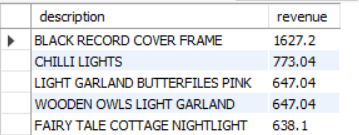 description revenue
BLACK RECORD COVER FRAME 1627.2
CHILLI LIGHTS 773.04
LIGHT GARLAND BUTTERFILES PINK 647.04
WOODEN OWLS LIGHT GARLAND 647.04
FAIRY TALE COTTAGE NIGHTLIGHT 638.1